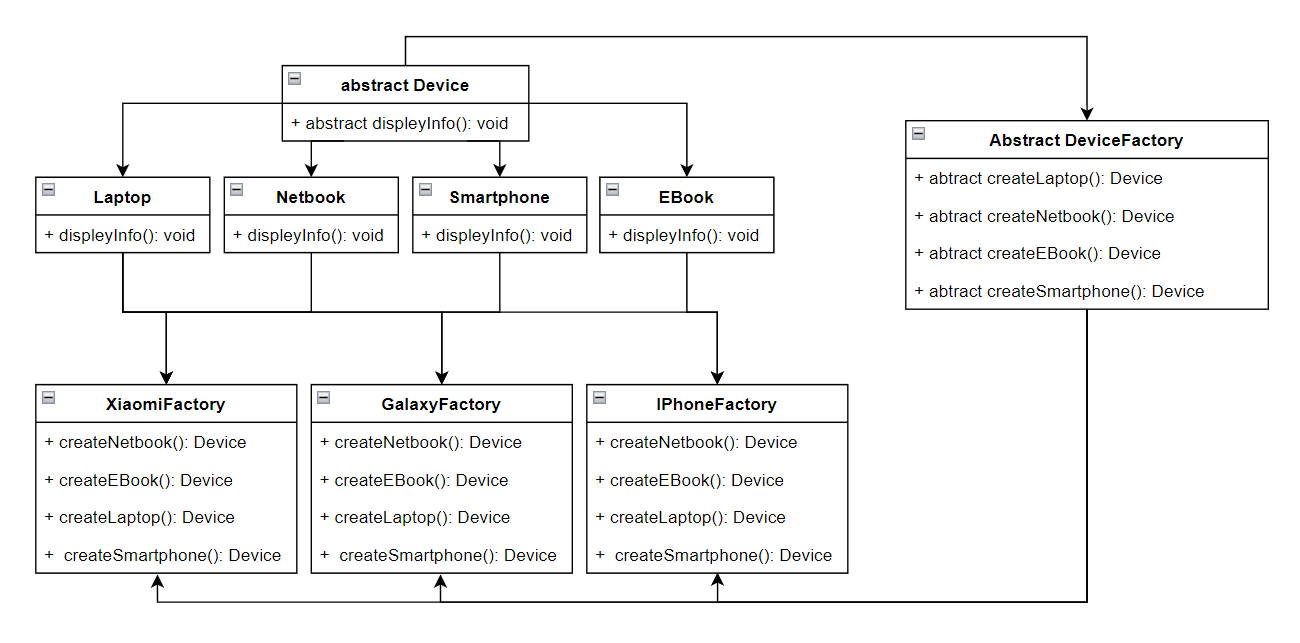 abstract Device
+ abstract displeyInfo(): void
Abstract DeviceFactory
+ abtract createLaptop(): Device
+ abtract createNetbook(): Device
+ abtract createEBook(): Device
+ abtract createSmartphone(): Device
Laptop
+ displeyInfo(): void
Netbook
+ displeyInfo(): void
Smartphone
+ displeyInfo(): void
EBook
+ displeyInfo(): void
XiaomiFactory
+ createNetbook(): Device
+ createEBook(): Device
+ createLaptop(): Device
+ createSmartphone(): Device
GalaxyFactory
+ createNetbook(): Device
+ createEBook(): Device
+ createLaptop(): Device
+ createSmartphone(): Device
IPhoneFactory
+ createNetbook(): Device
+ createEBook(): Device
+ createLaptop(): Device
+ createSmartphone(): Device